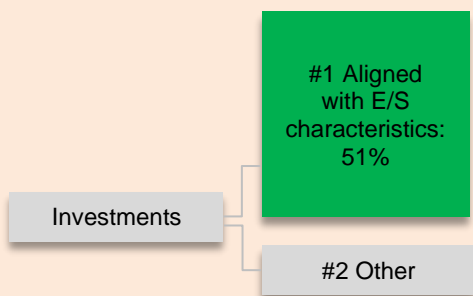 #1 Aligned
with E/S
characteristics:
51%
Investments
#2 Other